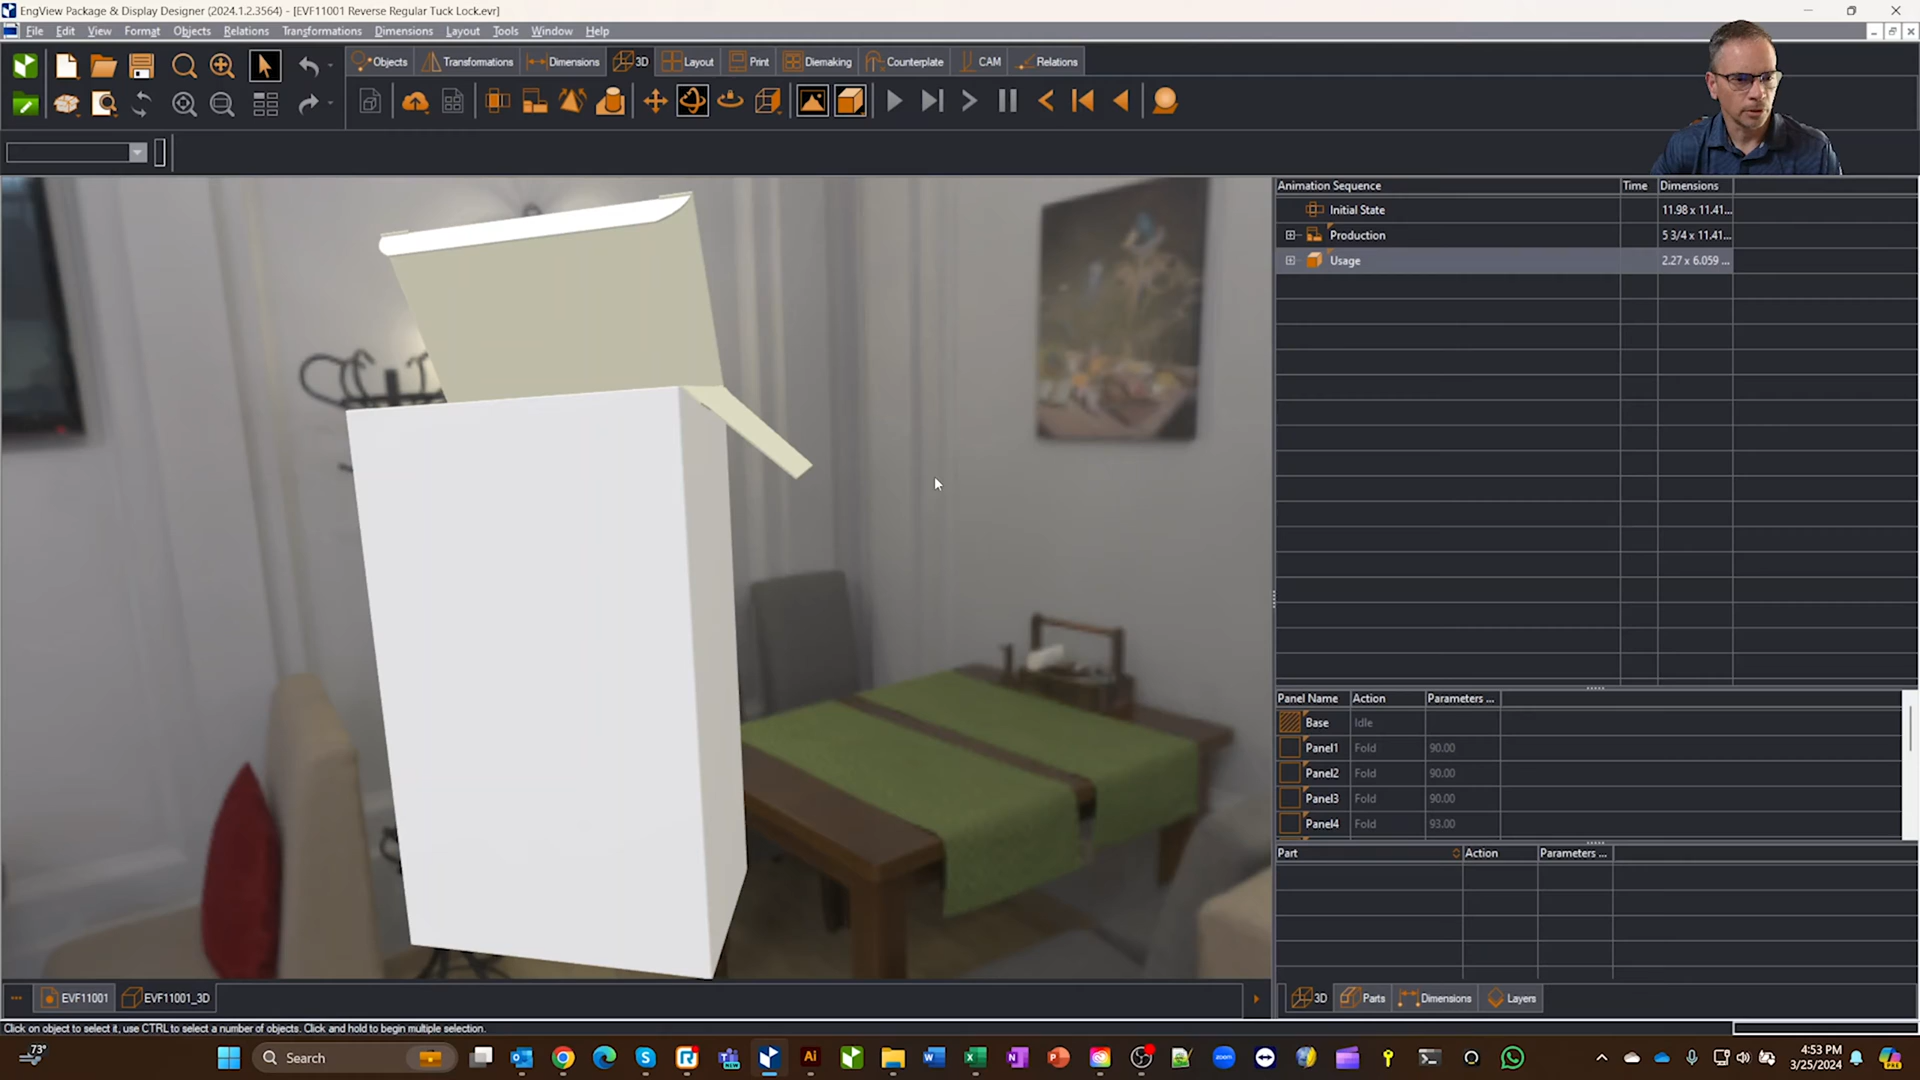 EngView Package & Display Designer (2024.1.2.3564) - [EVF11001 Reverse Regular Tuck Lock.evr]
File Edit View Format Objects Relations Transformations Dimensions Layout Tools Window Help
Objects Transformations Dimensions 3D Layout Print Diemaking Counterplate CAM Relations
Animation Sequence Time Dimensions
Initial State 11.98 x 11.41...
Production 5 3/4 x 11.41...
Usage 2.27 x 6.059 ...
Panel Name Action Parameters ...
Base Idle
Panel1 Fold 90.00
Panel2 Fold 90.00
Panel3 Fold 90.00
Panel4 Fold 93.00
Part Action Parameters ...
EVF11001 EVF11001_3D
3D Parts Dimensions Layers
Click on object to select it, use CTRL to select a number of objects. Click and hold to begin multiple selection.
73°
Search
4:53 PM
3/25/2024